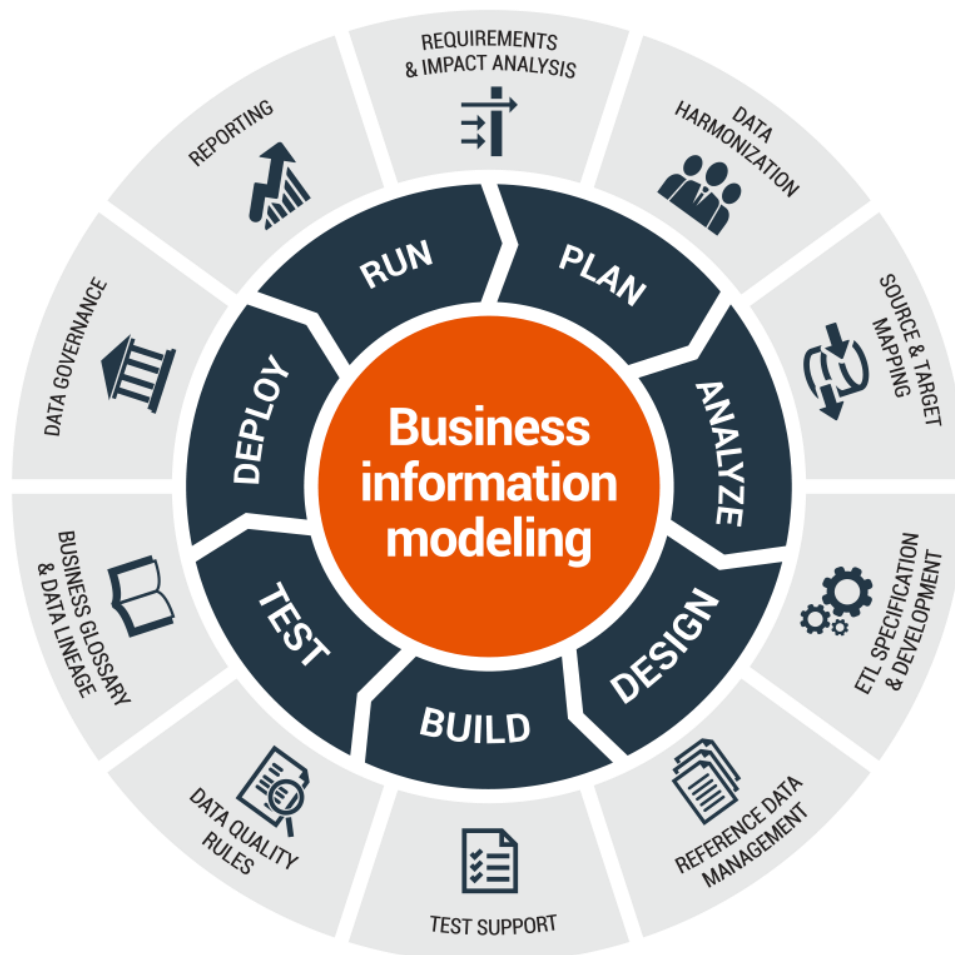 Business
information
modeling
PLAN
ANALYZE
DESIGN
BUILD
TEST
DEPLOY
RUN
REQUIREMENTS
& IMPACT ANALYSIS
DATA
HARMONIZATION
SOURCE & TARGET
MAPPING
ETL SPECIFICATION
& DEVELOPMENT
REFERENCE DATA
MANAGEMENT
TEST SUPPORT
DATA QUALITY
RULES
BUSINESS GLOSSARY
& DATA LINEAGE
DATA GOVERNANCE
REPORTING